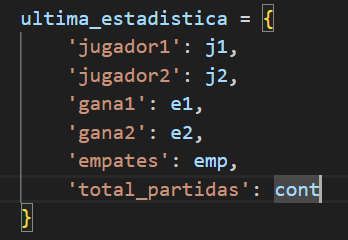 ultima_estadistica = {
    'jugador1': j1,
    'jugador2': j2,
    'gana1': e1,
    'gana2': e2,
    'empates': emp,
    'total_partidas': cont
}